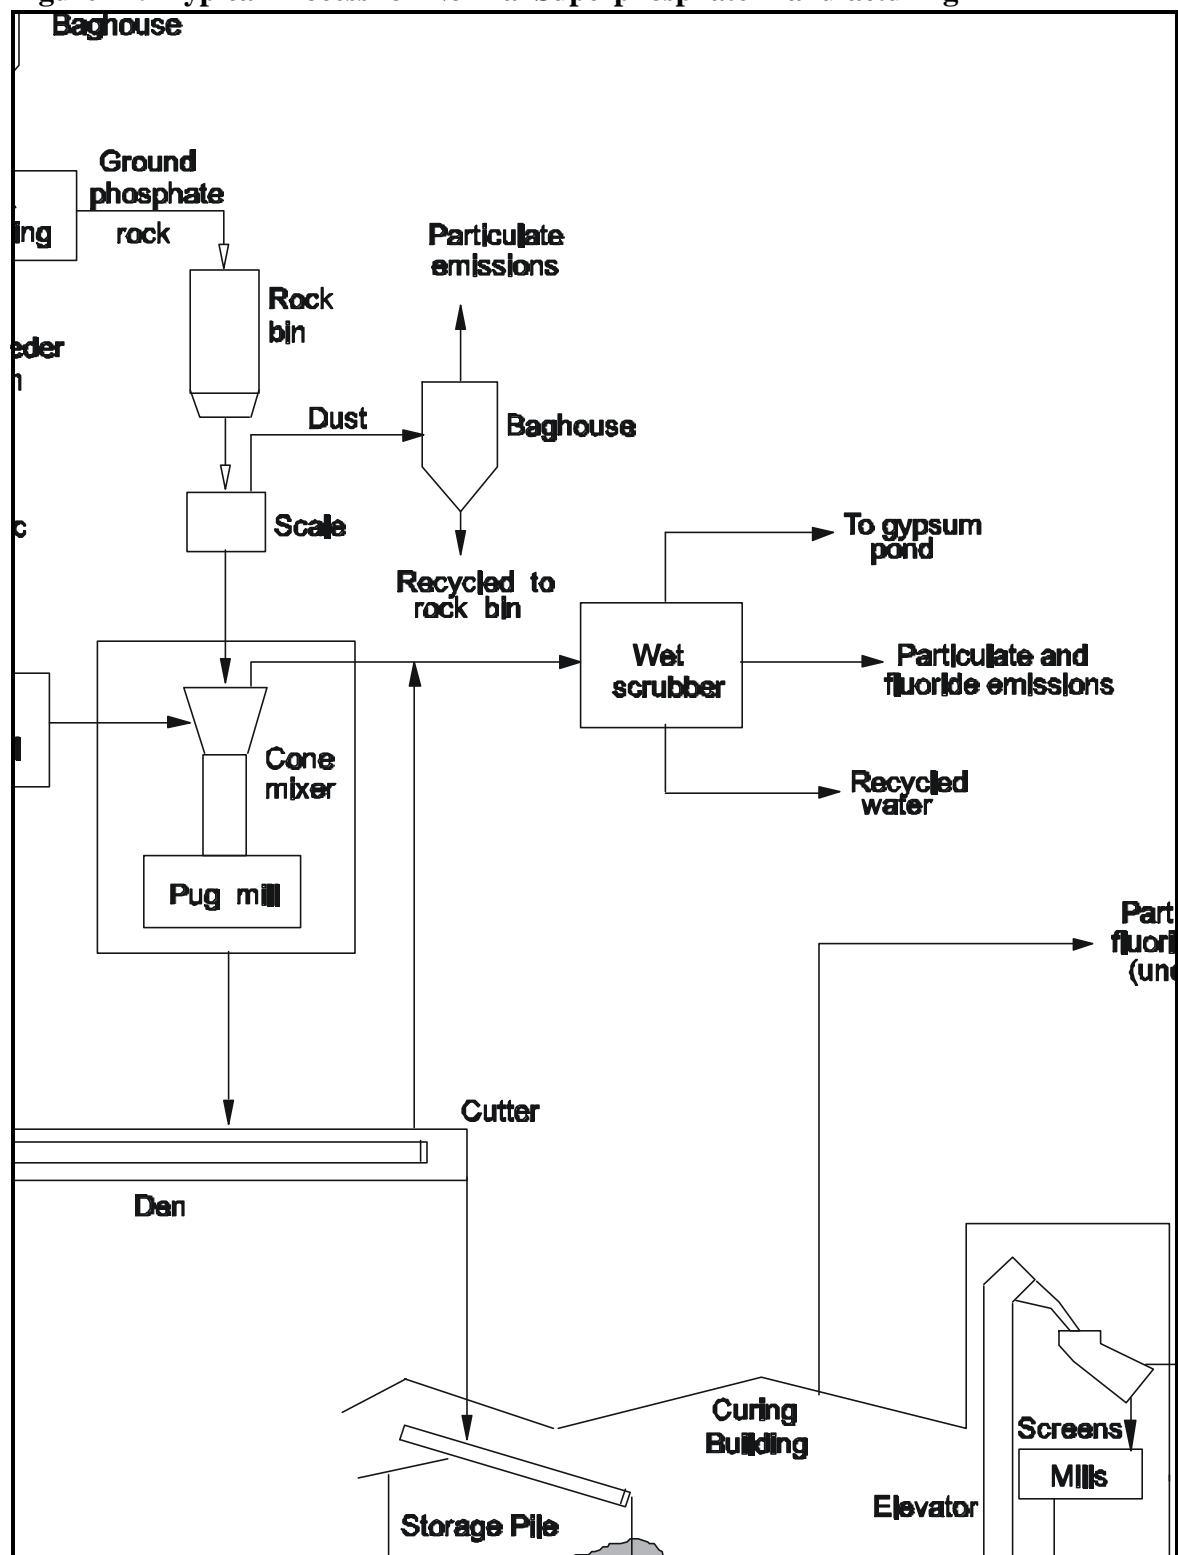 Baghouse
Ground
phosphate
rock
ing
Particulate
emissions
Rock
bin
eder
Dust
Baghouse
Scale
c
To gypsum
pond
Recycled to
rock bin
Wet
scrubber
Particulate and
fluoride emissions
Cone
mixer
Recycled
water
Pug mill
Part
fluori
(unc
Cutter
Den
Curing
Building
Screens
Mills
Elevator
Storage Pile